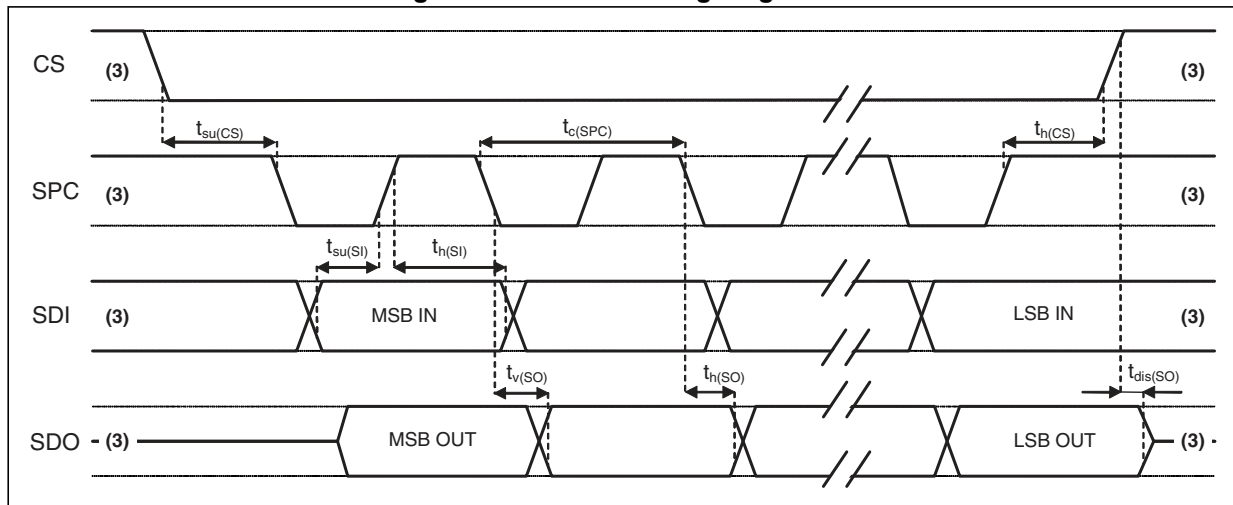 CS (3) (3)
t_su(CS) t_c(SPC) t_h(CS)
SPC (3) (3)
t_su(SI) t_h(SI)
SDI (3) MSB IN LSB IN (3)
t_v(SO) t_h(SO) t_dis(SO)
SDO (3) MSB OUT LSB OUT (3)